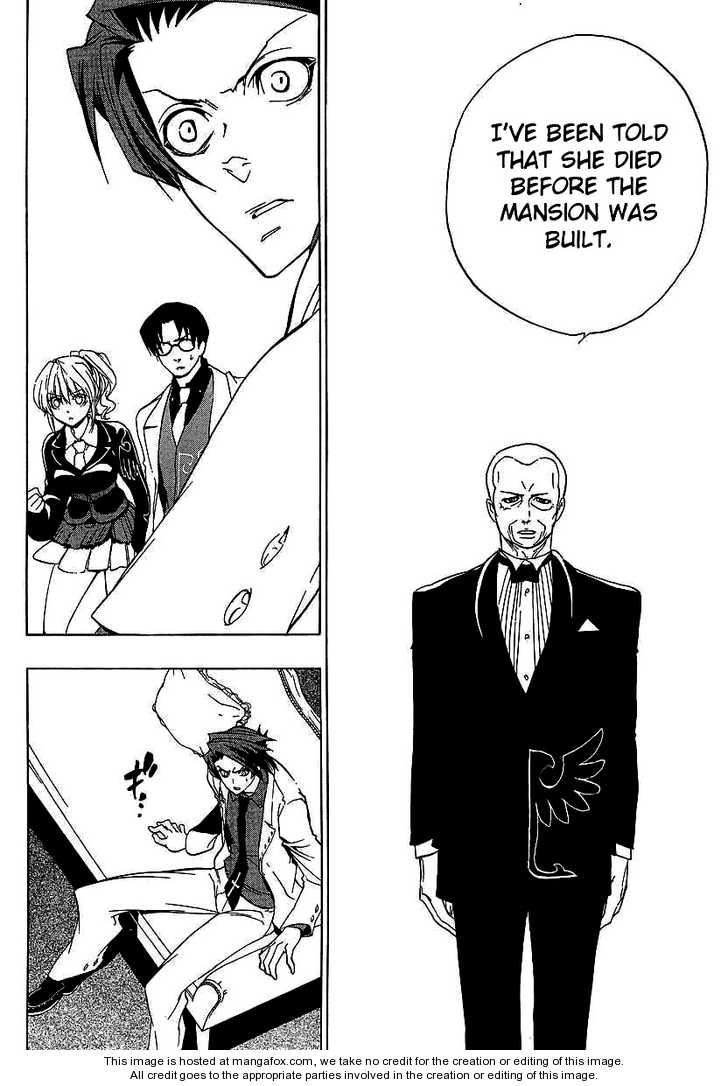 I'VE BEEN TOLD
THAT SHE DIED
BEFORE THE
MANSION WAS
BUILT.
This image is hosted at mangafox.com, we take no credit for the creation or editing of this image.
All credit goes to the appropriate parties involved in the creation or editing of this image.